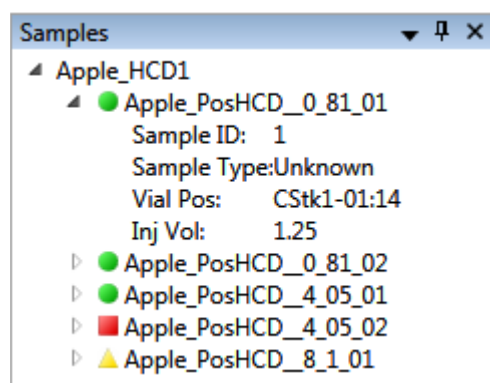 Samples
Apple_HCD1
Apple_PosHCD__0_81_01
Sample ID: 1
Sample Type:Unknown
Vial Pos: CStk1-01:14
Inj Vol: 1.25
Apple_PosHCD__0_81_02
Apple_PosHCD__4_05_01
Apple_PosHCD__4_05_02
Apple_PosHCD__8_1_01